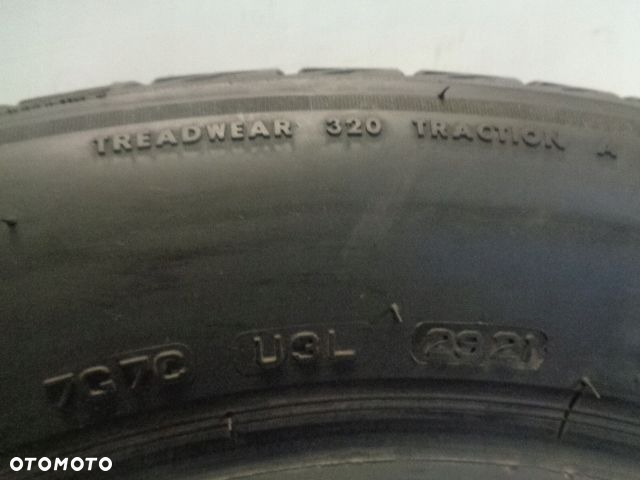 TREADWEAR 320 TRACTION A
7G7C U3L 2921
OTOMOTO